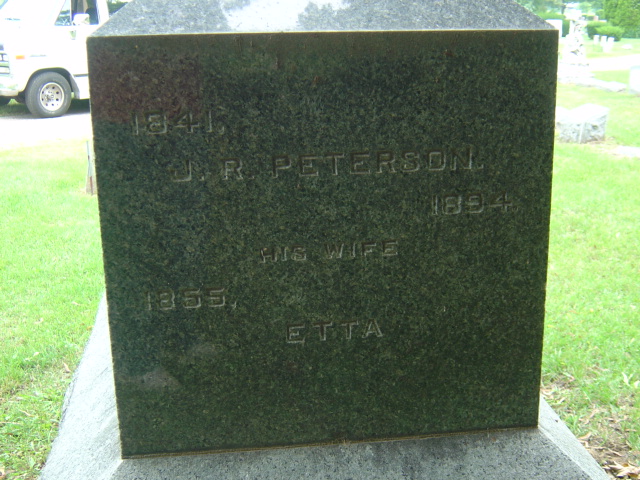 1841,
J. R. PETERSON.
1894.
HIS WIFE
1855,
ETTA